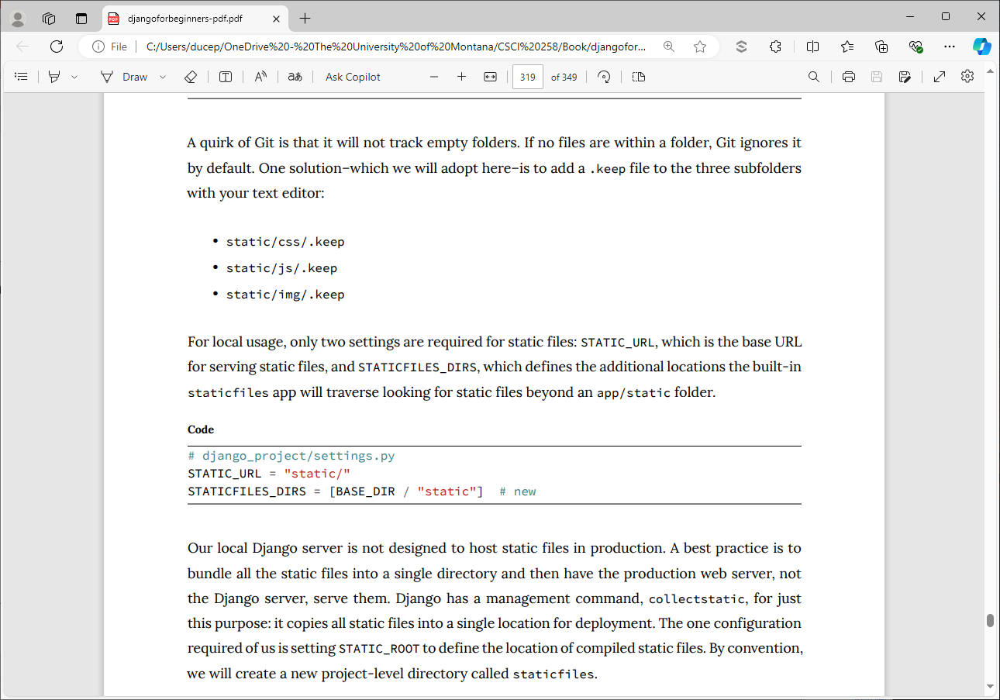 djangoforbeginners-pdf.pdf
File C:/Users/ducep/OneDrive%20-%20The%20University%20of%20Montana/CSCI%20258/Book/djangofor...
Draw Ask Copilot 319 of 349
A quirk of Git is that it will not track empty folders. If no files are within a folder, Git ignores it
by default. One solution–which we will adopt here–is to add a .keep file to the three subfolders
with your text editor:
• static/css/.keep
• static/js/.keep
• static/img/.keep
For local usage, only two settings are required for static files: STATIC_URL, which is the base URL
for serving static files, and STATICFILES_DIRS, which defines the additional locations the built-in
staticfiles app will traverse looking for static files beyond an app/static folder.
Code
# django_project/settings.py
STATIC_URL = "static/"
STATICFILES_DIRS = [BASE_DIR / "static"]  # new
Our local Django server is not designed to host static files in production. A best practice is to
bundle all the static files into a single directory and then have the production web server, not
the Django server, serve them. Django has a management command, collectstatic, for just
this purpose: it copies all static files into a single location for deployment. The one configuration
required of us is setting STATIC_ROOT to define the location of compiled static files. By convention,
we will create a new project-level directory called staticfiles.